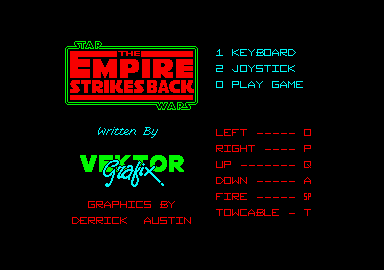 STAR
THE
EMPIRE
STRIKES BACK
WARS
Written By
VEKTOR
Grafix.
GRAPHICS BY
DERRICK AUSTIN
1 KEYBOARD
2 JOYSTICK
0 PLAY GAME
LEFT ----- O
RIGHT ---- P
UP ------- Q
DOWN ----- A
FIRE ----- SP
TOWCABLE - T